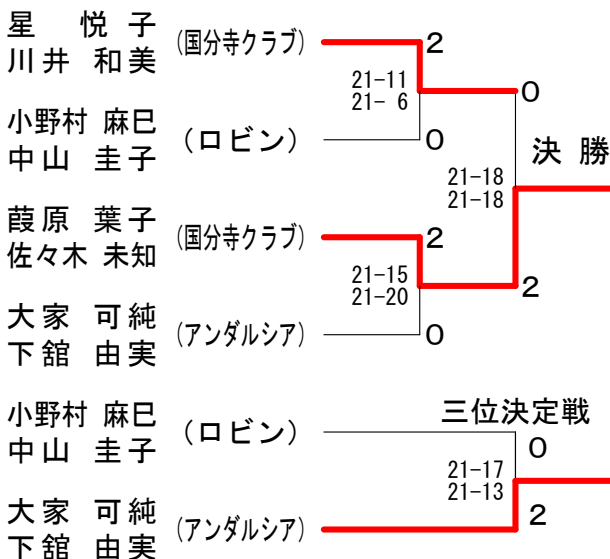 星 悦子
川井 和美
(国分寺クラブ)
2
21-11
21- 6
0
小野村 麻巳
中山 圭子
(ロビン)
0
決 勝
21-18
21-18
葭原 葉子
佐々木 未知
(国分寺クラブ)
2
21-15
21-20
2
大家 可純
下舘 由実
(アンダルシア)
0
三位決定戦
小野村 麻巳
中山 圭子
(ロビン)
0
21-17
21-13
大家 可純
下舘 由実
(アンダルシア)
2